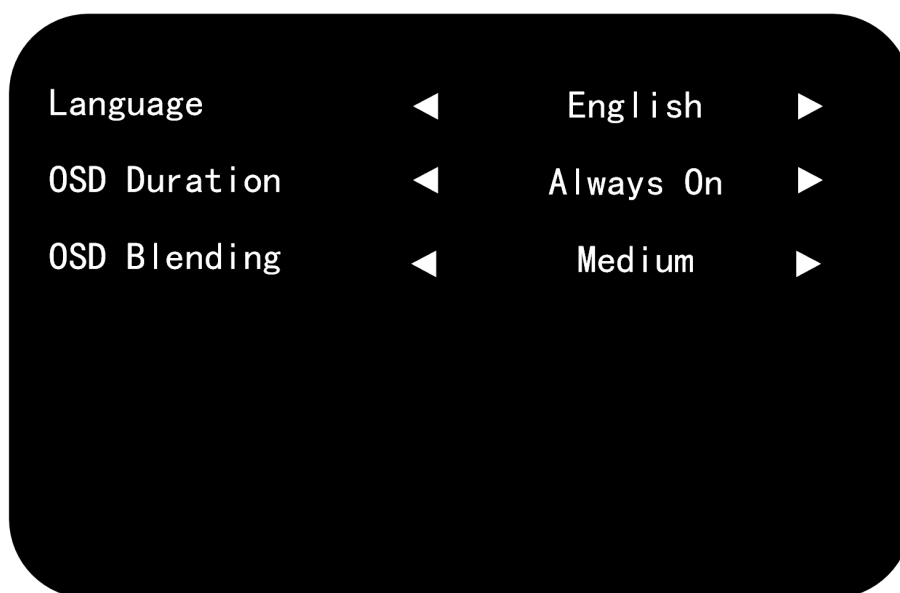 Language ◀ English ▶
OSD Duration ◀ Always On ▶
OSD Blending ◀ Medium ▶